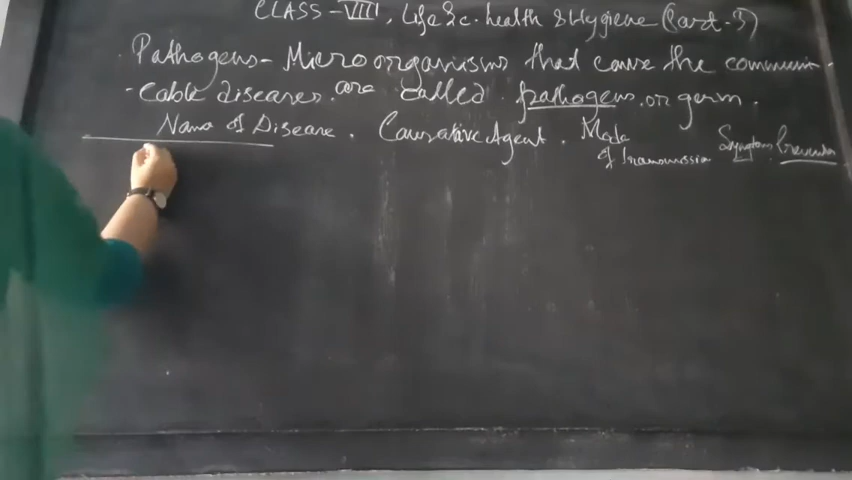 CLASS-VIII, Life Sc. health & Hygiene (Part-3)
Pathogens - Microorganisms that cause the communi-
-cable diseases are called pathogens or germ.
Name of Disease. Causative Agent. Mode of Transmission Symptom Prevention